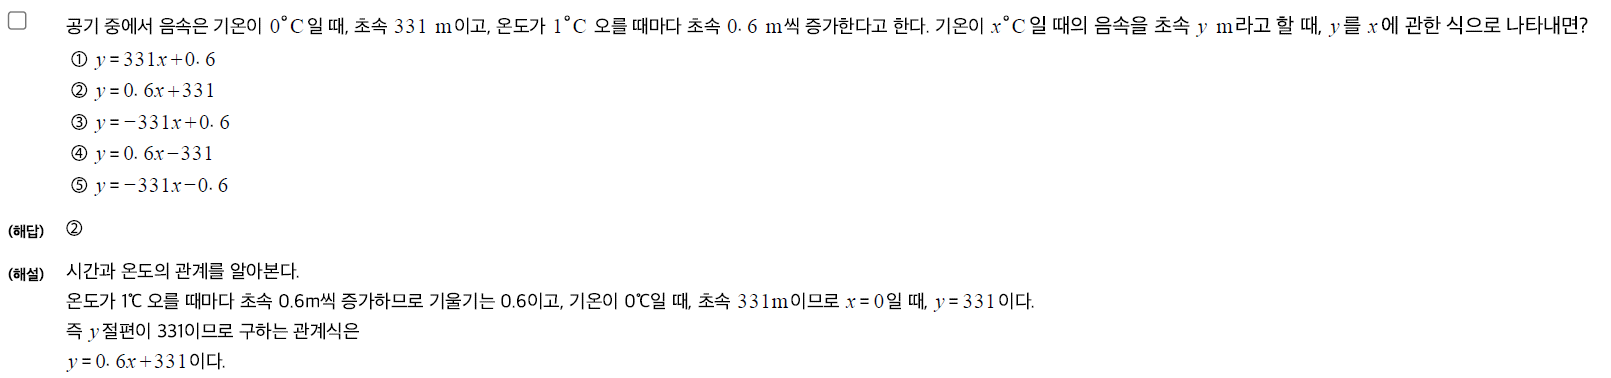 공기 중에서 음속은 기온이 0°C일 때, 초속 331 m이고, 온도가 1°C 오를 때마다 초속 0.6 m씩 증가한다고 한다. 기온이 x°C일 때의 음속을 초속 y m라고 할 때, y를 x에 관한 식으로 나타내면?
① y=331x+0.6
② y=0.6x+331
③ y=-331x+0.6
④ y=0.6x-331
⑤ y=-331x-0.6
(해답) ②
(해설) 시간과 온도의 관계를 알아본다.
온도가 1℃ 오를 때마다 초속 0.6m씩 증가하므로 기울기는 0.6이고, 기온이 0℃일 때, 초속 331m이므로 x=0일 때, y=331이다.
즉 y절편이 331이므로 구하는 관계식은
y=0.6x+331이다.